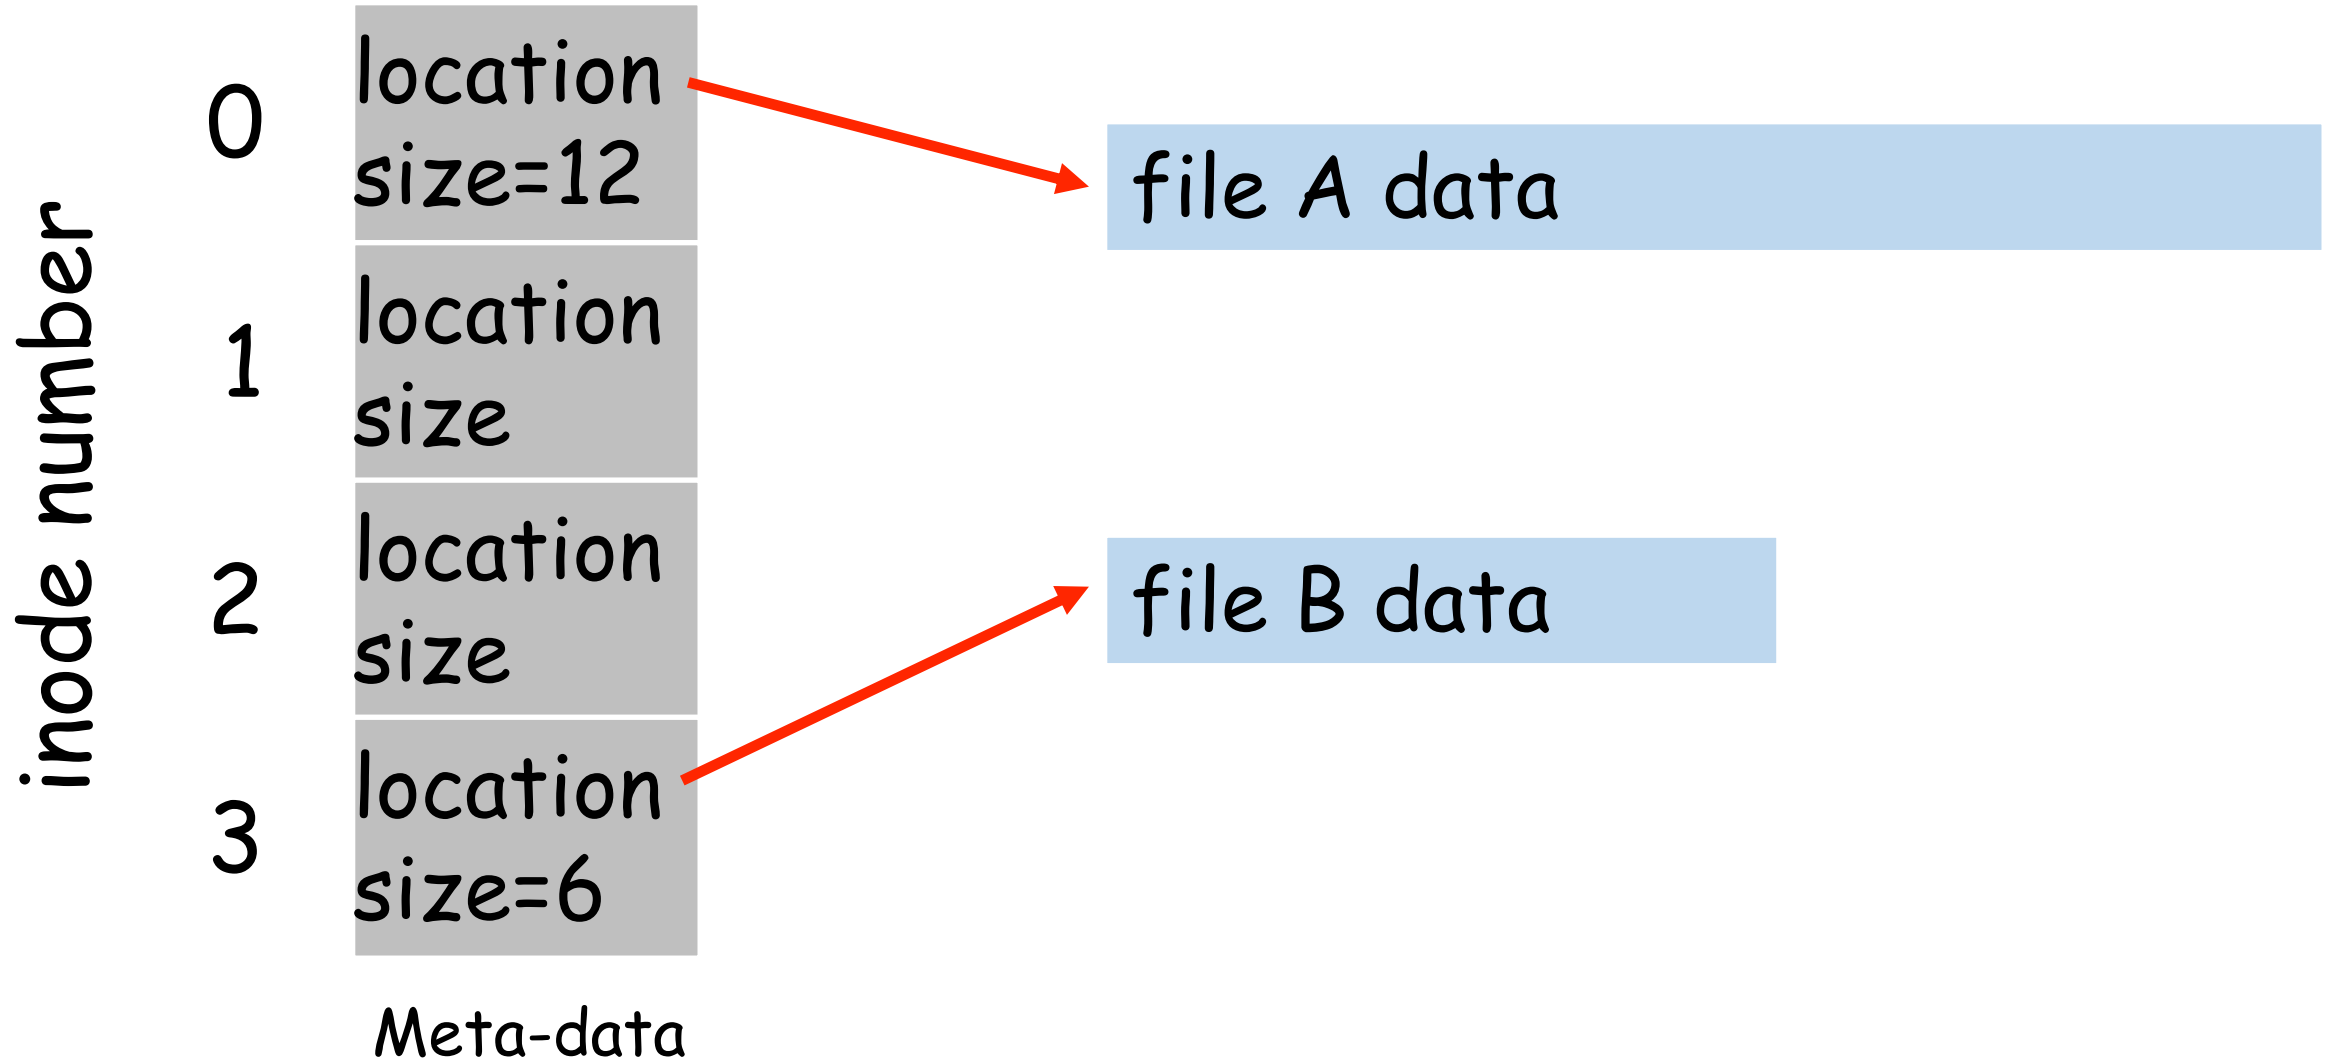 inode number
0
location
size=12
file A data
1
location
size
2
location
size
file B data
3
location
size=6
Meta-data